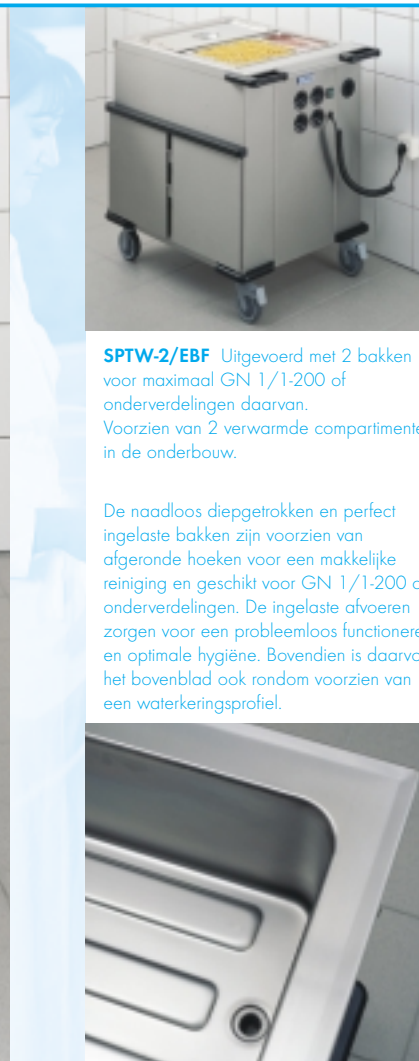 SPTW-2/EBF Uitgevoerd met 2 bakken
voor maximaal GN 1/1-200 of
onderverdelingen daarvan.
Voorzien van 2 verwarmde compartimente
in de onderbouw.
De naadloos diepgetrokken en perfect
ingelaste bakken zijn voorzien van
afgeronde hoeken voor een makkelijke
reiniging en geschikt voor GN 1/1-200 o
onderverdelingen. De ingelaste afvoeren
zorgen voor een probleemloos functionere
en optimale hygiëne. Bovendien is daarvo
het bovenblad ook rondom voorzien van
een waterkeringsprofiel.